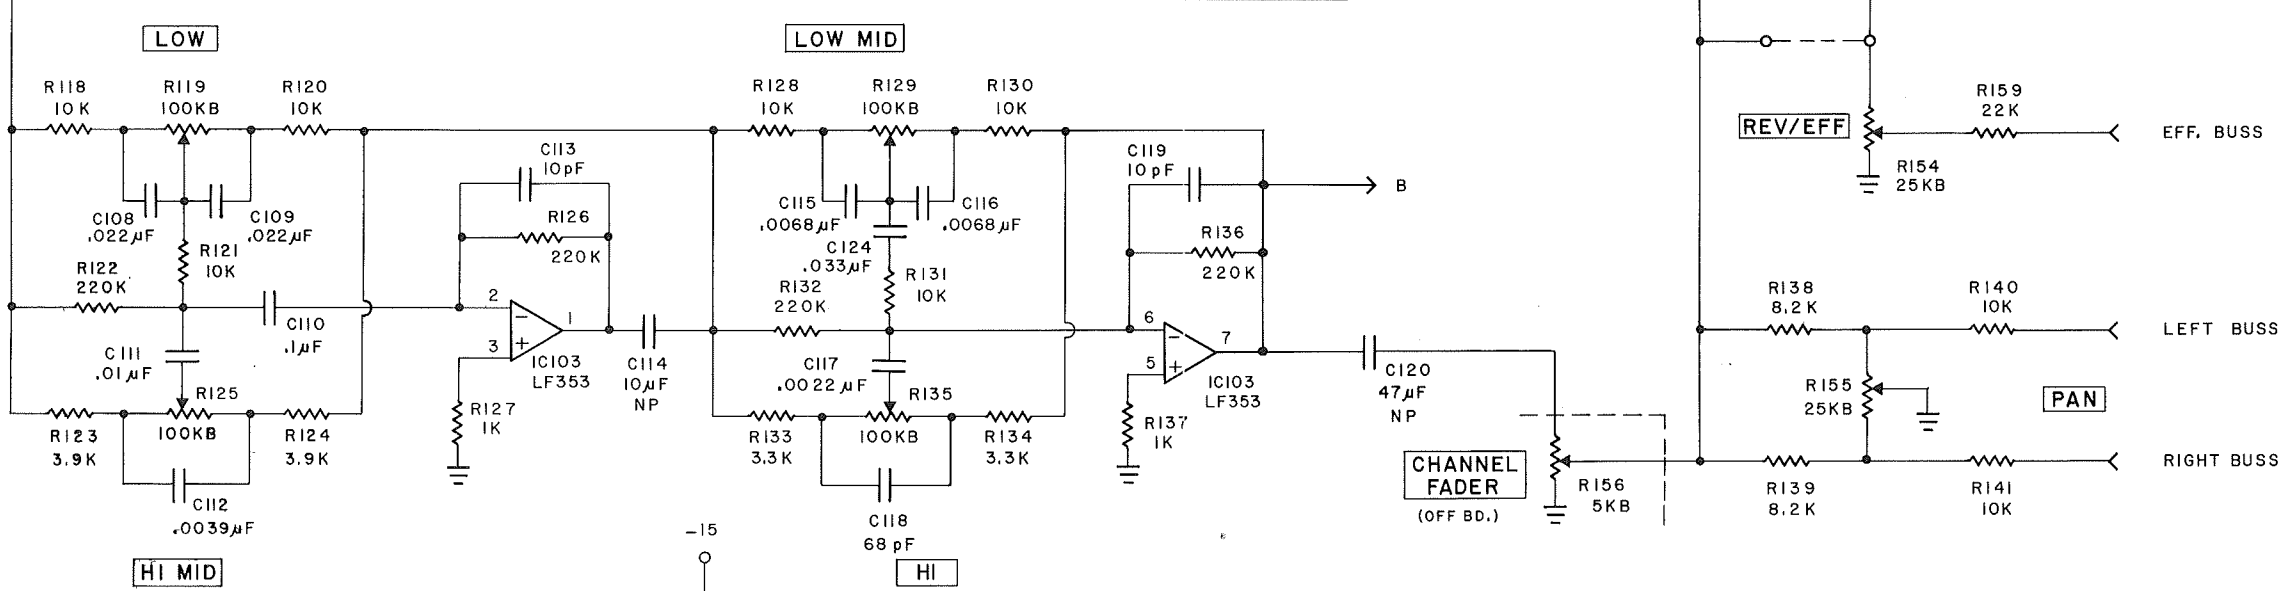 LOW
LOW MID
R118
10K
R119
100KB
R120
10K
R128
10K
R129
100KB
R130
10K
R159
22K
REV/EFF
EFF. BUSS
R154
25KB
C113
10pF
C119
10pF
B
C108
.022µF
C109
.022µF
R126
220K
C115
.0068µF
C116
.0068µF
R121
10K
C124
.033µF
R136
220K
R122
220K
R131
10K
R132
220K
R138
8.2K
R140
10K
2
1
3
6
7
5
−
+
−
+
C110
.1µF
LEFT BUSS
C111
.01µF
IC103
LF353
C114
10µF
NP
C117
.0022µF
IC103
LF353
C120
47µF
NP
R155
25KB
PAN
R125
100KB
R135
100KB
R127
1K
R137
1K
R123
3.9K
R124
3.9K
R133
3.3K
R134
3.3K
CHANNEL
FADER
(OFF BD.)
R156
5KB
RIGHT BUSS
R139
8.2K
R141
10K
C112
.0039µF
C118
68pF
-15
HI MID
HI